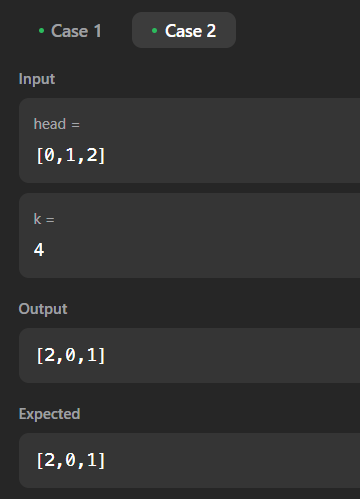 Case 1 Case 2
Input
head =
[0,1,2]
k =
4
Output
[2,0,1]
Expected
[2,0,1]